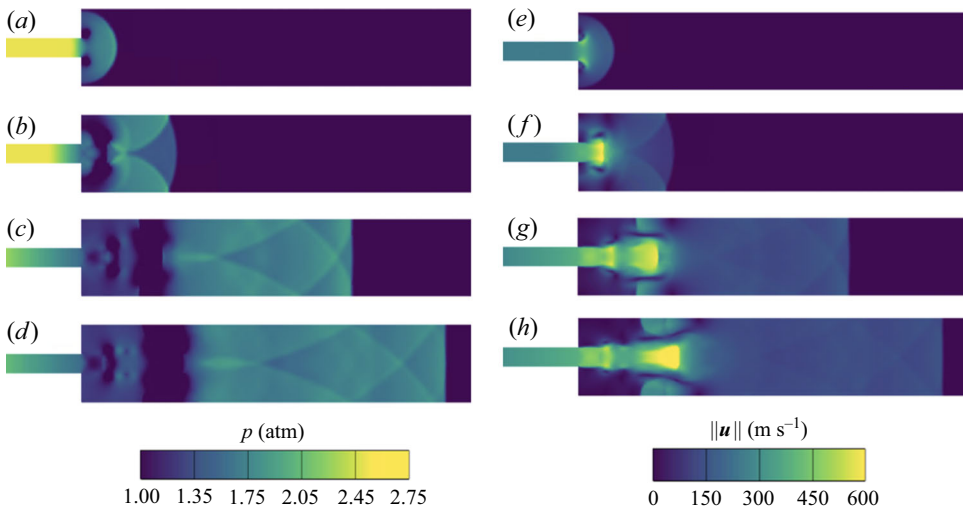 (a)
(e)
(b)
(f)
(c)
(g)
(d)
(h)
p (atm)
||u|| (m s⁻¹)
1.00 1.35 1.75 2.05 2.45 2.75
0 150 300 450 600